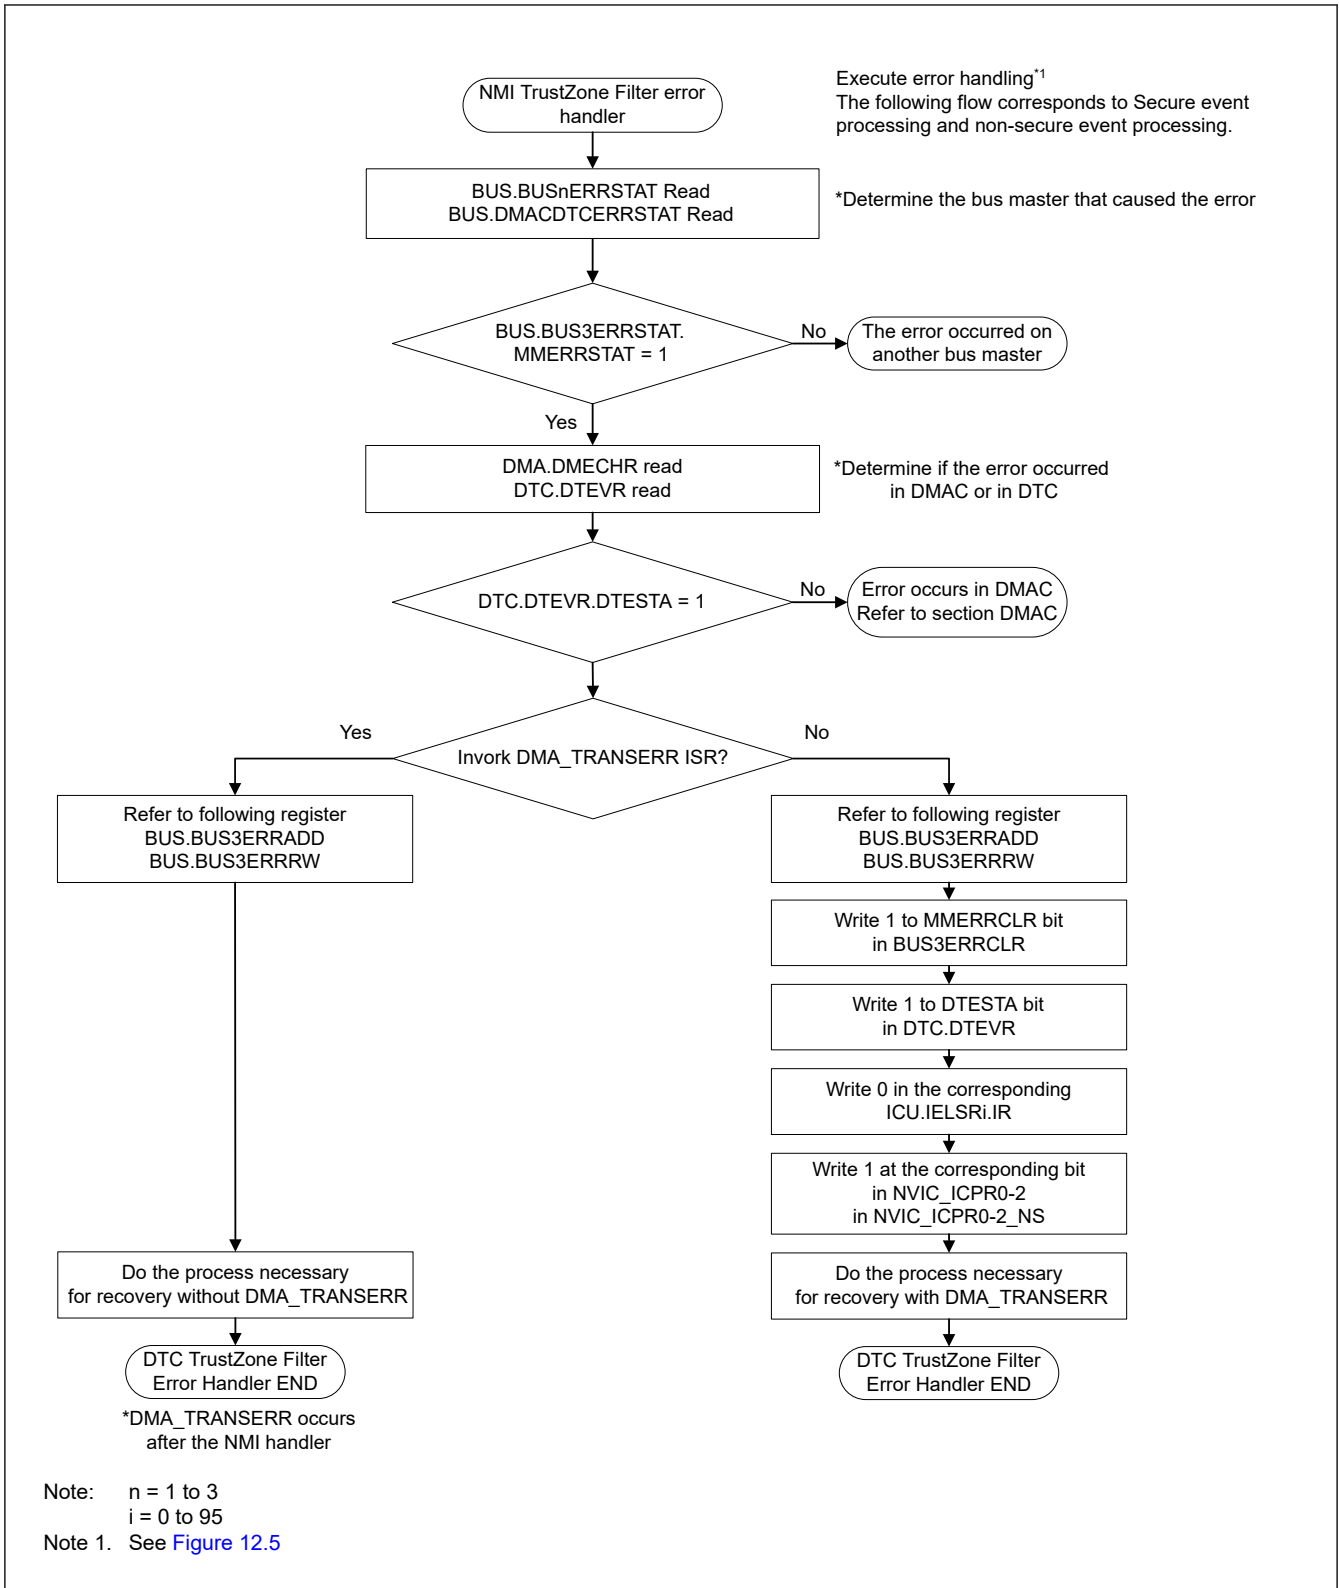 NMI TrustZone Filter error
handler
Execute error handling*1
The following flow corresponds to Secure event
processing and non-secure event processing.
BUS.BUSnERRSTAT Read
BUS.DMACDTCERRSTAT Read
*Determine the bus master that caused the error
BUS.BUS3ERRSTAT.
MMERRSTAT = 1
No
The error occurred on
another bus master
Yes
DMA.DMECHR read
DTC.DTEVR read
*Determine if the error occurred
in DMAC or in DTC
DTC.DTEVR.DTESTA = 1
No
Error occurs in DMAC
Refer to section DMAC
Yes
Invork DMA_TRANSERR ISR?
No
Refer to following register
BUS.BUS3ERRADD
BUS.BUS3ERRRW
Do the process necessary
for recovery without DMA_TRANSERR
DTC TrustZone Filter
Error Handler END
*DMA_TRANSERR occurs
after the NMI handler
Refer to following register
BUS.BUS3ERRADD
BUS.BUS3ERRRW
Write 1 to MMERRCLR bit
in BUS3ERRCLR
Write 1 to DTESTA bit
in DTC.DTEVR
Write 0 in the corresponding
ICU.IELSRi.IR
Write 1 at the corresponding bit
in NVIC_ICPR0-2
in NVIC_ICPR0-2_NS
Do the process necessary
for recovery with DMA_TRANSERR
DTC TrustZone Filter
Error Handler END
Note: n = 1 to 3
i = 0 to 95
Note 1. See Figure 12.5